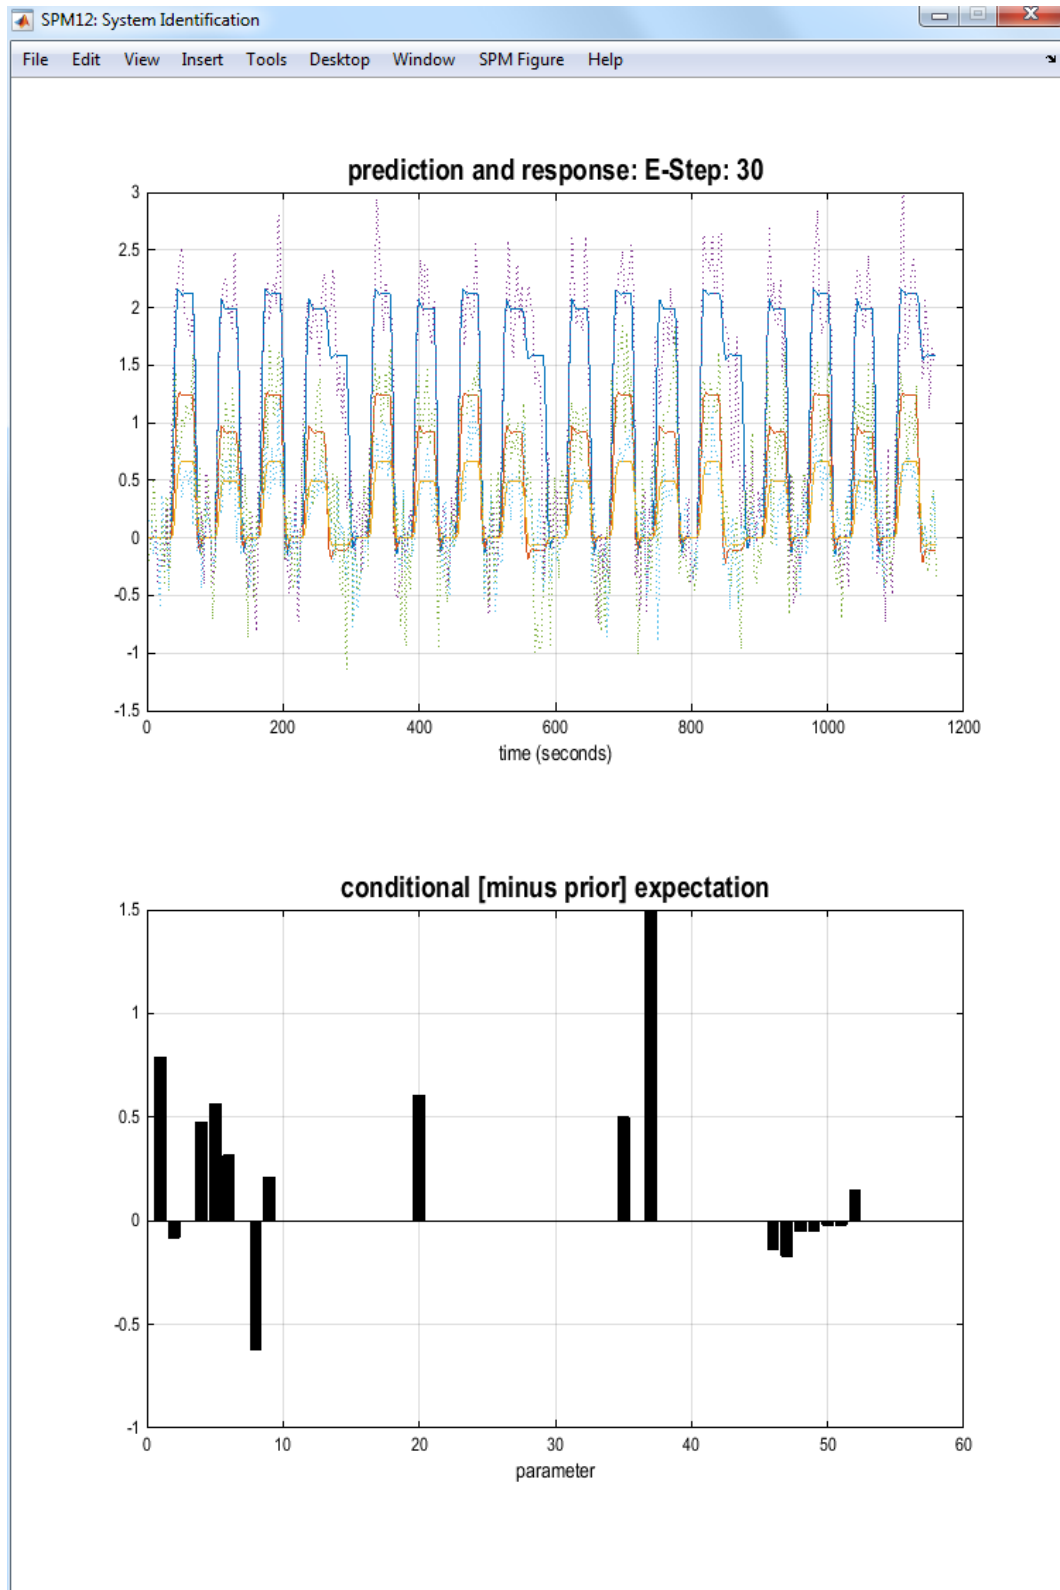 SPM12: System Identification
File Edit View Insert Tools Desktop Window SPM Figure Help
prediction and response: E-Step: 30
3
2.5
2
1.5
1
0.5
0
-0.5
-1
-1.5
0 200 400 600 800 1000 1200
time (seconds)
conditional [minus prior] expectation
1.5
1
0.5
0
-0.5
-1
0 10 20 30 40 50 60
parameter